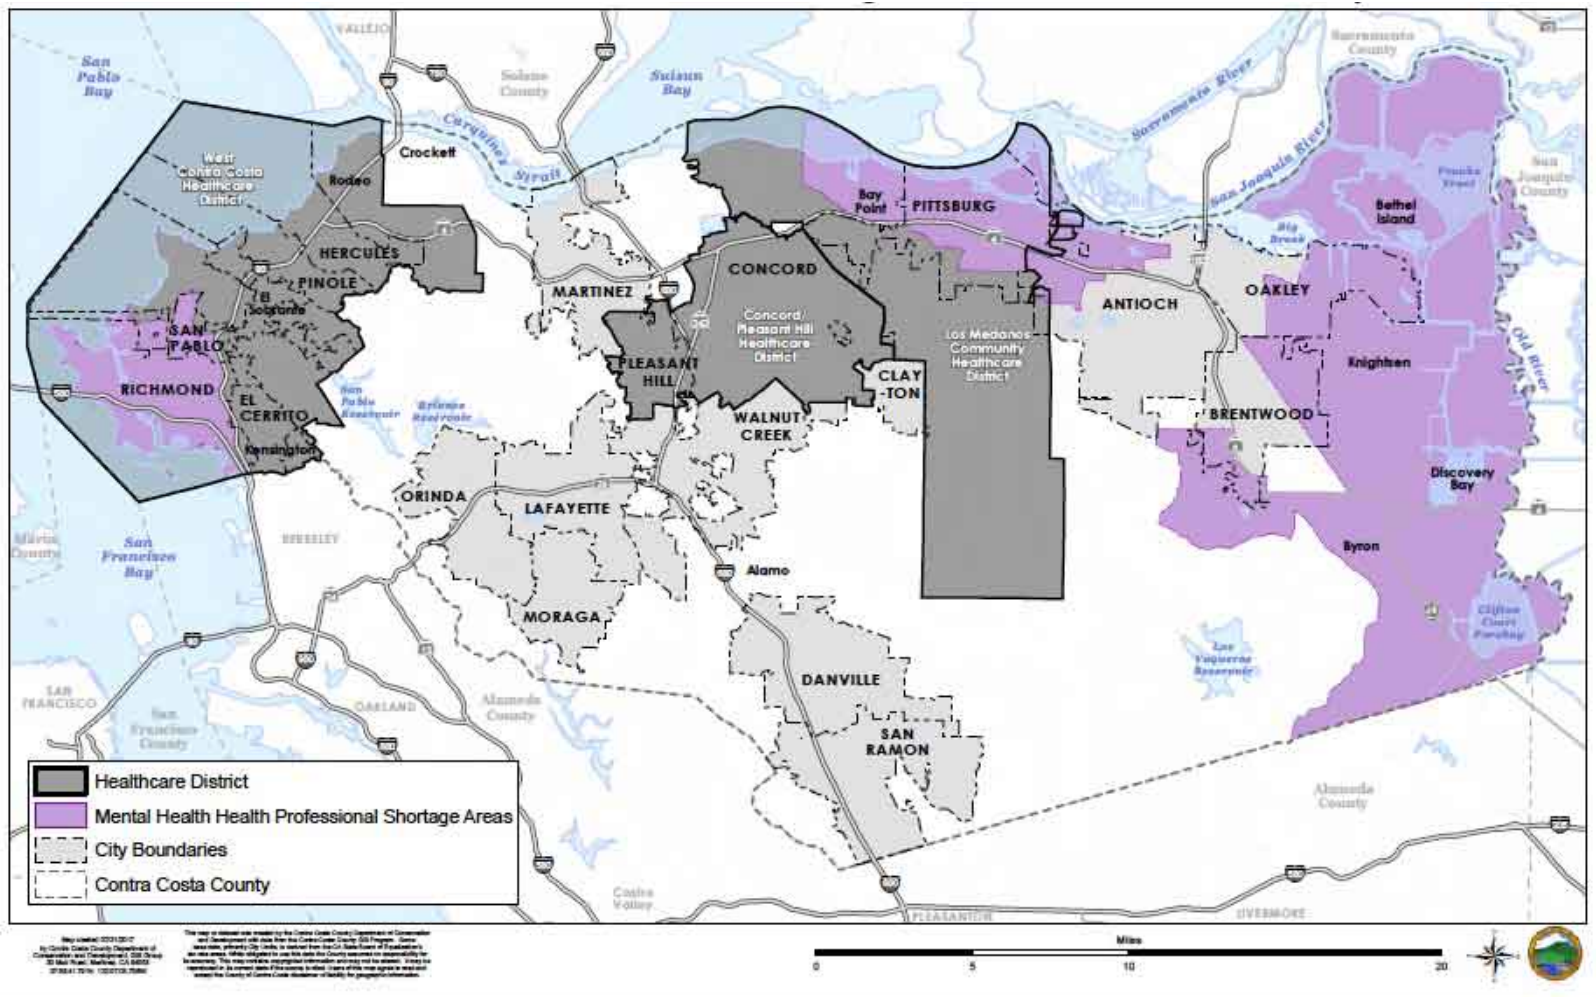 VALLEJO
Sacramento
County
San
Pablo
Bay
Solano
County
Suisun
Bay
Sacramento River
Carquinez
Strait
Crockett
West
Contra Costa
Healthcare
District
Rodeo
San Joaquin River
San
Joaquin
County
Franks
Tract
Bethel
Island
Bay
Point
PITTSBURG
Big
Break
HERCULES
CONCORD
PINOLE
MARTINEZ
OAKLEY
ANTIOCH
El
Sobrante
Concord/
Pleasant Hill
Healthcare
District
SAN
PABLO
Los Medanos
Community
Healthcare
District
Old River
PLEASANT
HILL
Knightsen
CLAY
-TON
RICHMOND
San
Pablo
Reservoir
Briones
Reservoir
EL
CERRITO
WALNUT
CREEK
BRENTWOOD
Kensington
Discovery
Bay
ORINDA
LAFAYETTE
Marin
County
San
Francisco
Bay
BERKELEY
Byron
Alamo
MORAGA
Clifton
Court
Forebay
Los
Vaqueros
Reservoir
DANVILLE
SAN
FRANCISCO
San
Francisco
County
OAKLAND
Alameda
County
SAN
RAMON
Alameda
County
Healthcare District
Mental Health Health Professional Shortage Areas
City Boundaries
Contra Costa County
Castro
Valley
PLEASANTON
LIVERMORE
Miles
0 5 10 20